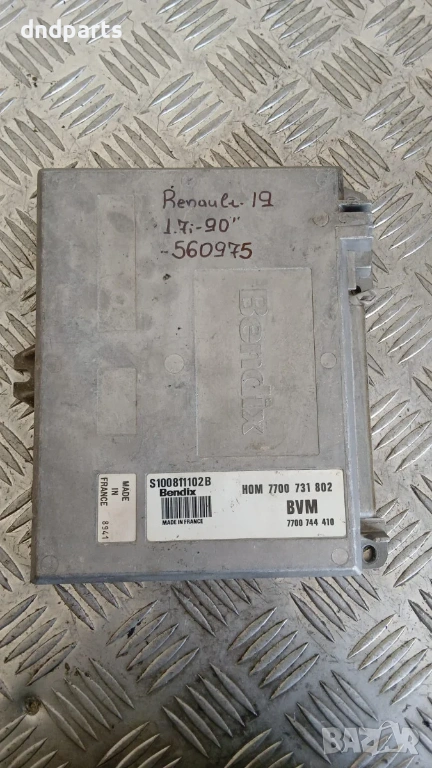 dndparts
Renault-19
1.7i-90"
-560975
Bendix
MADE
IN
FRANCE 8941
S100811102B
Bendix
MADE IN FRANCE
HOM 7700 731 802
BVM
7700 744 410
BAZAR